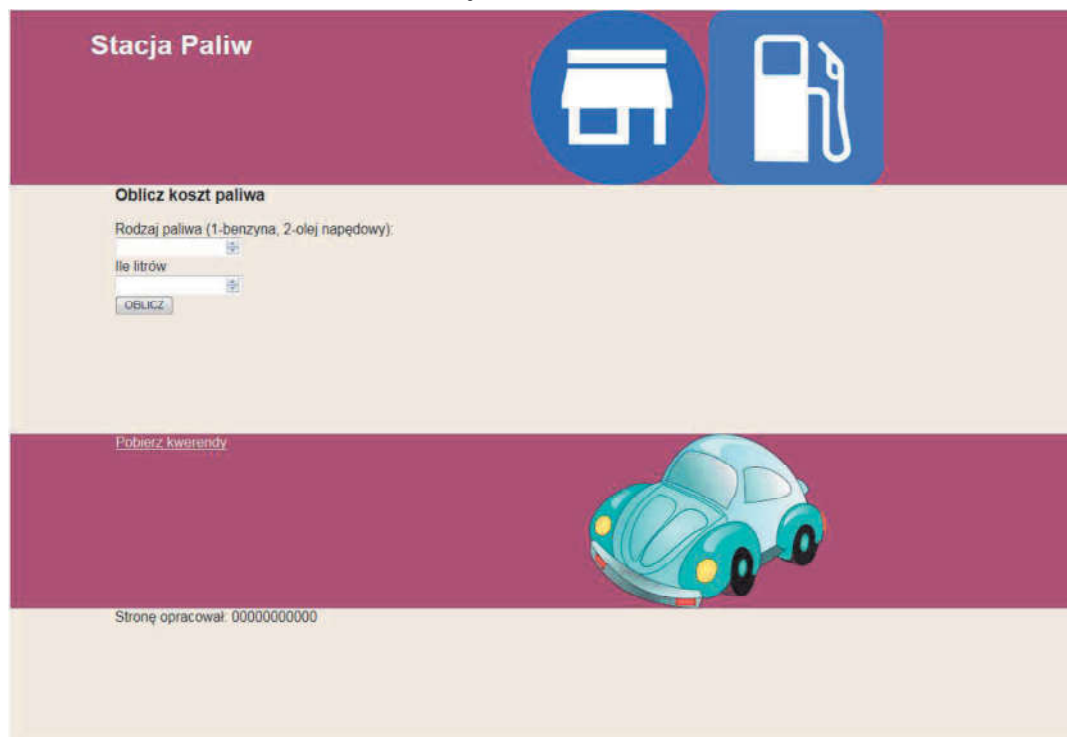 Stacja Paliw
Oblicz koszt paliwa
Rodzaj paliwa (1-benzyna, 2-olej napędowy):
Ile litrów
OBLICZ
Pobierz kwerendy
Stronę opracował: 00000000000